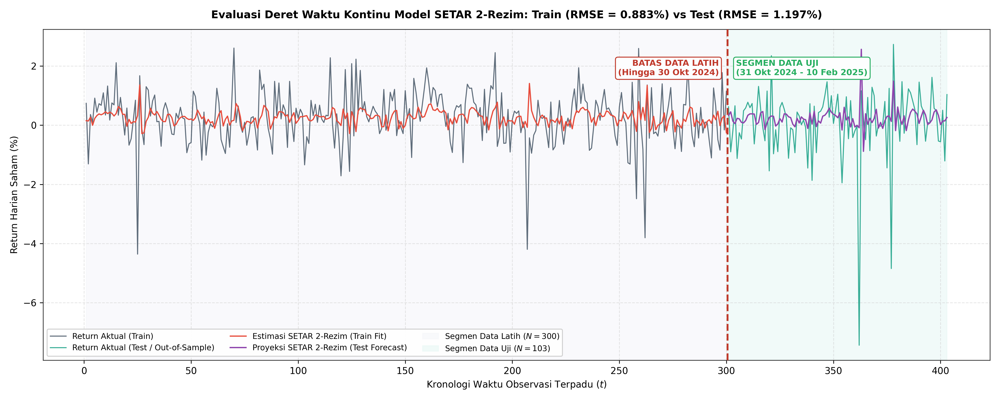 Evaluasi Deret Waktu Kontinu Model SETAR 2-Rezim: Train (RMSE = 0.883%) vs Test (RMSE = 1.197%)
Return Harian Saham (%)
2
0
−2
−4
−6
BATAS DATA LATIH
(Hingga 30 Okt 2024)
SEGMEN DATA UJI
(31 Okt 2024 - 10 Feb 2025)
Return Aktual (Train)
Return Aktual (Test / Out-of-Sample)
Estimasi SETAR 2-Rezim (Train Fit)
Proyeksi SETAR 2-Rezim (Test Forecast)
Segmen Data Latih (N = 300)
Segmen Data Uji (N = 103)
0 50 100 150 200 250 300 350 400
Kronologi Waktu Observasi Terpadu (t)